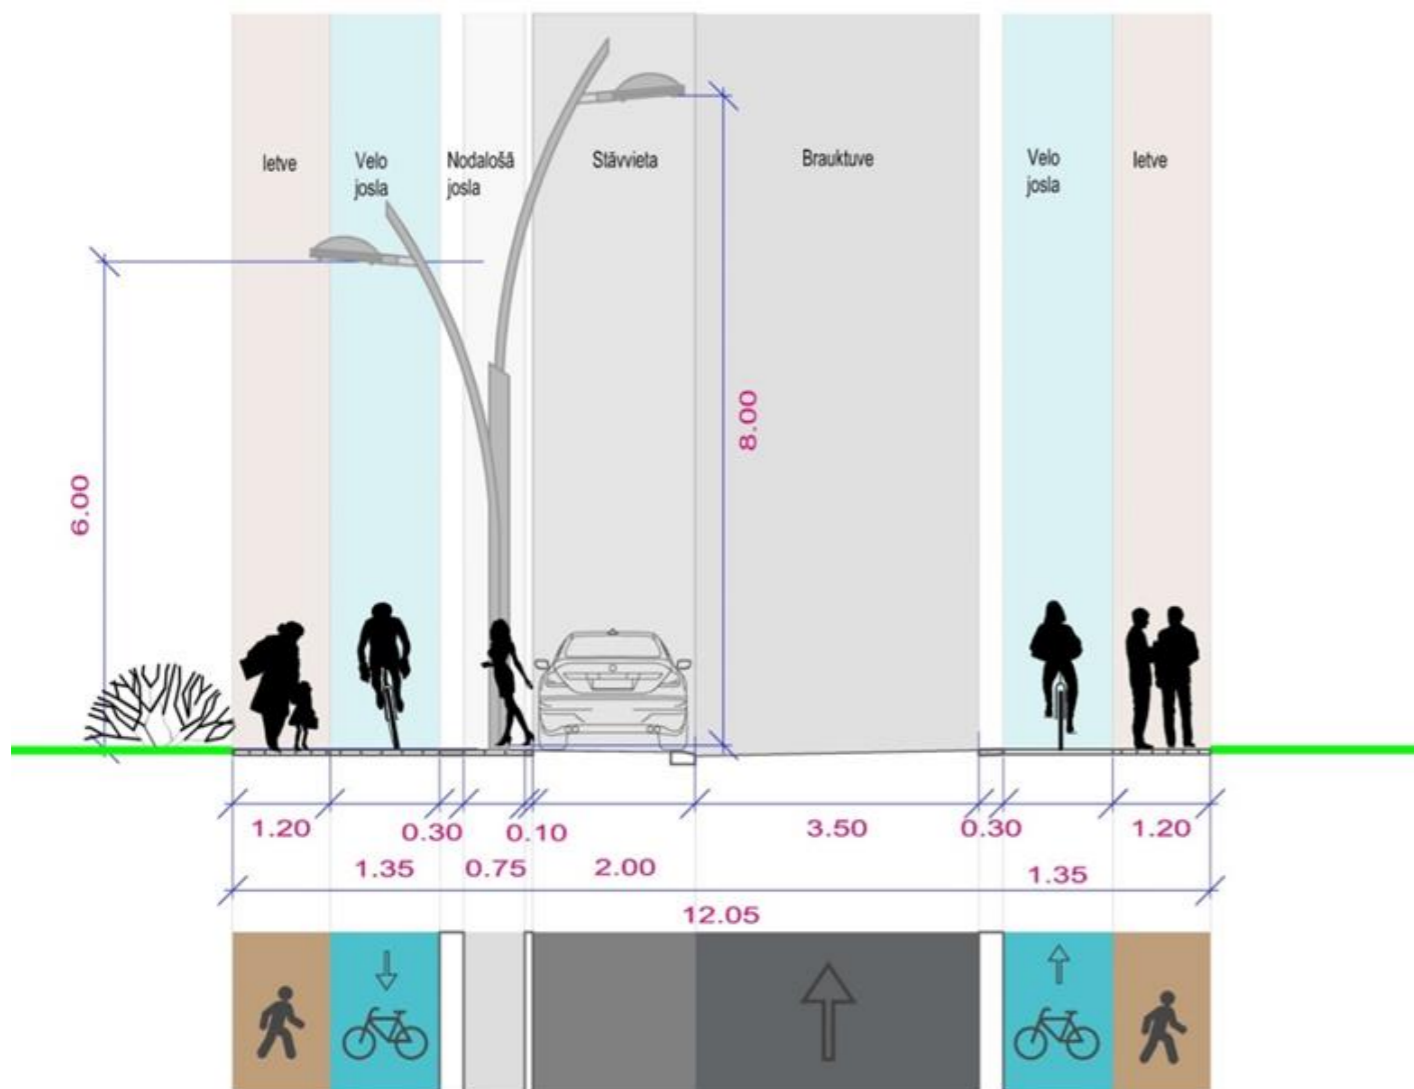 Ietve
Velo
josla
Nodalošā
josla
Stāvvieta
Brauktuve
Velo
josla
Ietve
6.00
8.00
1.20
0.30
0.10
3.50
0.30
1.20
1.35
0.75
2.00
1.35
12.05